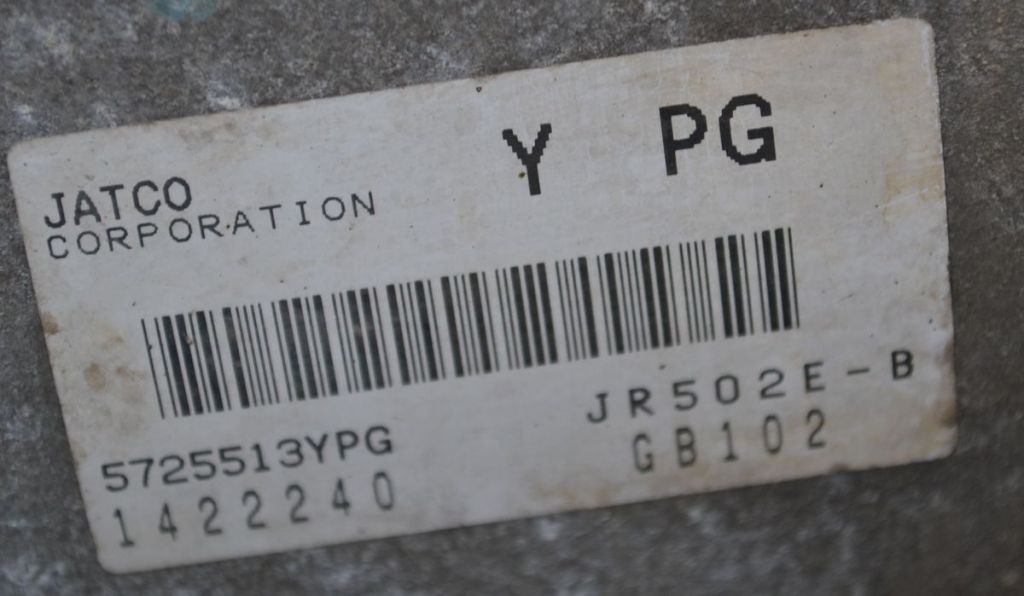 Y PG
JATCO
CORPORATION
5725513YPG
JR502E-B
1422240
GB102